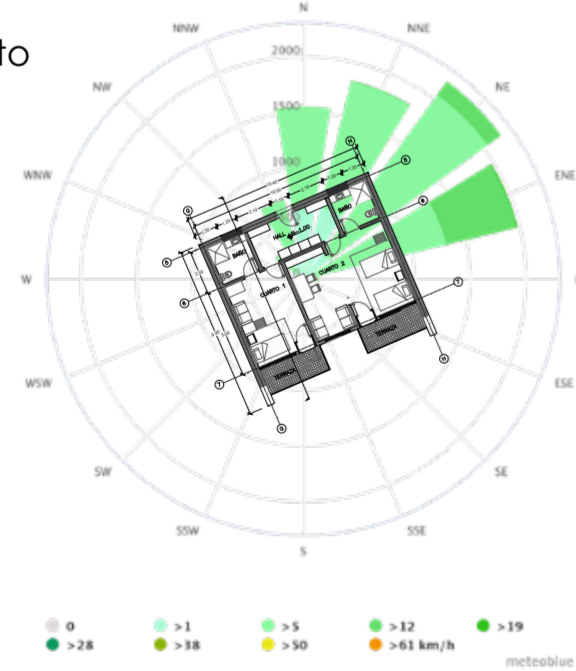 to
N
NNW
NNE
2000
NW
NE
1500
WNW
1000
ENE
HALL
BAÑO
BAÑO
W
CUARTO 1
CUARTO 2
TERRAZA
TERRAZA
WSW
ESE
SW
SE
SSW
SSE
S
0 >1 >5 >12 >19
>28 >38 >50 >61 km/h
meteoblue